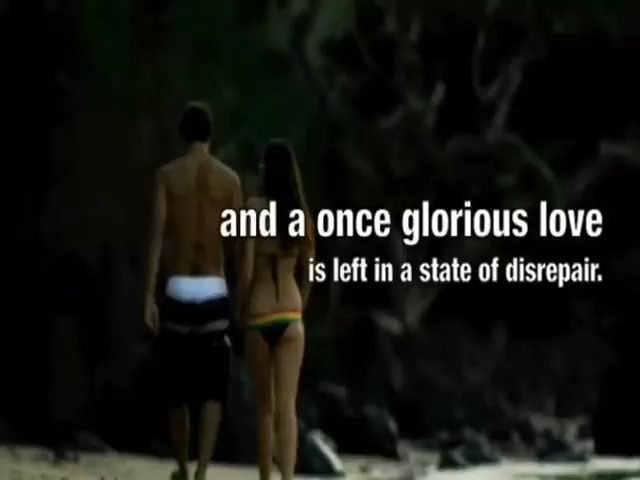 and a once glorious love
is left in a state of disrepair.